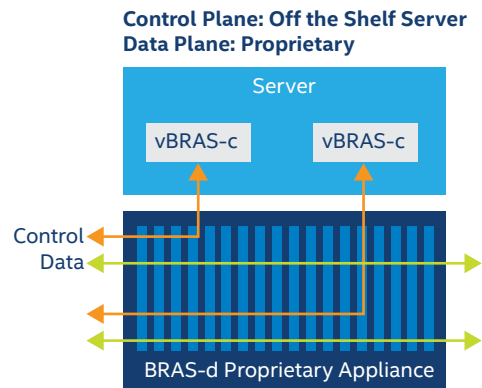 Control Plane: Off the Shelf Server
Data Plane: Proprietary
Server
vBRAS-c
vBRAS-c
Control
Data
BRAS-d Proprietary Appliance